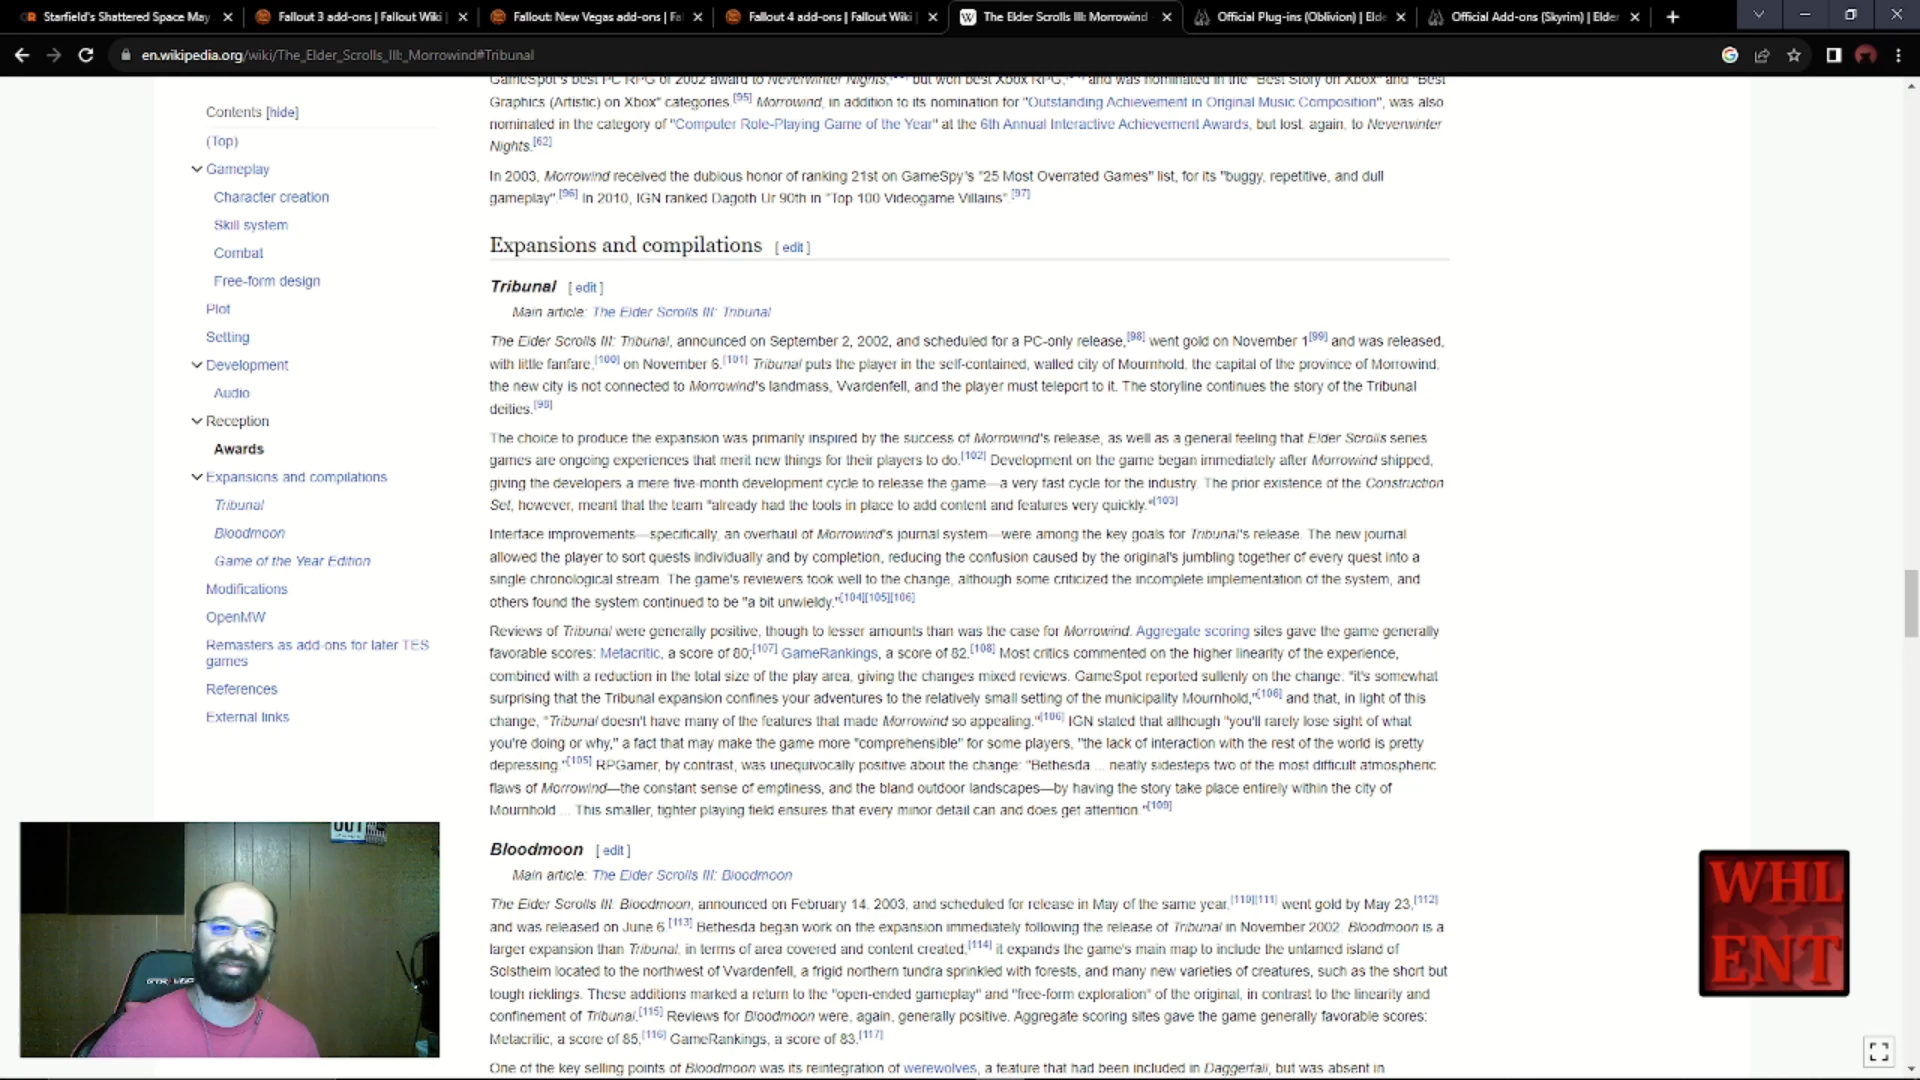 Starfield's Shattered Space May
Fallout 3 add-ons | Fallout Wiki |
Fallout: New Vegas add-ons | Fal
Fallout 4 add-ons | Fallout Wiki |
The Elder Scrolls III: Morrowind
Official Plug-ins (Oblivion) | Elde
Official Add-ons (Skyrim) | Elder
en.wikipedia.org/wiki/The_Elder_Scrolls_III:_Morrowind#Tribunal
Contents [hide]
(Top)
Gameplay
Character creation
Skill system
Combat
Free-form design
Plot
Setting
Development
Audio
Reception
Awards
Expansions and compilations
Tribunal
Bloodmoon
Game of the Year Edition
Modifications
OpenMW
Remasters as add-ons for later TES
games
References
External links
GameSpot's best PC RPG of 2002 award to Neverwinter Nights, but won best Xbox RPG, and was nominated in the "Best Story on Xbox" and "Best
Graphics (Artistic) on Xbox" categories.[95] Morrowind, in addition to its nomination for "Outstanding Achievement in Original Music Composition", was also
nominated in the category of "Computer Role-Playing Game of the Year" at the 6th Annual Interactive Achievement Awards, but lost, again, to Neverwinter
Nights.[62]
In 2003, Morrowind received the dubious honor of ranking 21st on GameSpy's "25 Most Overrated Games" list, for its "buggy, repetitive, and dull
gameplay".[96] In 2010, IGN ranked Dagoth Ur 90th in "Top 100 Videogame Villains".[97]
Expansions and compilations [ edit ]
Tribunal [ edit ]
Main article: The Elder Scrolls III: Tribunal
The Elder Scrolls III: Tribunal, announced on September 2, 2002, and scheduled for a PC-only release,[98] went gold on November 1[99] and was released,
with little fanfare,[100] on November 6.[101] Tribunal puts the player in the self-contained, walled city of Mournhold, the capital of the province of Morrowind;
the new city is not connected to Morrowind's landmass, Vvardenfell, and the player must teleport to it. The storyline continues the story of the Tribunal
deities.[98]
The choice to produce the expansion was primarily inspired by the success of Morrowind's release, as well as a general feeling that Elder Scrolls series
games are ongoing experiences that merit new things for their players to do.[102] Development on the game began immediately after Morrowind shipped,
giving the developers a mere five-month development cycle to release the game—a very fast cycle for the industry. The prior existence of the Construction
Set, however, meant that the team "already had the tools in place to add content and features very quickly."[103]
Interface improvements—specifically, an overhaul of Morrowind's journal system—were among the key goals for Tribunal's release. The new journal
allowed the player to sort quests individually and by completion, reducing the confusion caused by the original's jumbling together of every quest into a
single chronological stream. The game's reviewers took well to the change, although some criticized the incomplete implementation of the system, and
others found the system continued to be "a bit unwieldy."[104][105][106]
Reviews of Tribunal were generally positive, though to lesser amounts than was the case for Morrowind. Aggregate scoring sites gave the game generally
favorable scores: Metacritic, a score of 80;[107] GameRankings, a score of 82.[108] Most critics commented on the higher linearity of the experience,
combined with a reduction in the total size of the play area, giving the changes mixed reviews. GameSpot reported sullenly on the change: "it's somewhat
surprising that the Tribunal expansion confines your adventures to the relatively small setting of the municipality Mournhold,"[106] and that, in light of this
change, "Tribunal doesn't have many of the features that made Morrowind so appealing."[106] IGN stated that although "you'll rarely lose sight of what
you're doing or why," a fact that may make the game more "comprehensible" for some players, "the lack of interaction with the rest of the world is pretty
depressing."[105] RPGamer, by contrast, was unequivocally positive about the change: "Bethesda ... neatly sidesteps two of the most difficult atmospheric
flaws of Morrowind—the constant sense of emptiness, and the bland outdoor landscapes—by having the story take place entirely within the city of
Mournhold ... This smaller, tighter playing field ensures that every minor detail can and does get attention."[109]
Bloodmoon [ edit ]
Main article: The Elder Scrolls III: Bloodmoon
The Elder Scrolls III: Bloodmoon, announced on February 14, 2003, and scheduled for release in May of the same year,[110][111] went gold by May 23,[112]
and was released on June 6.[113] Bethesda began work on the expansion immediately following the release of Tribunal in November 2002. Bloodmoon is a
larger expansion than Tribunal, in terms of area covered and content created;[114] it expands the game's main map to include the untamed island of
Solstheim located to the northwest of Vvardenfell, a frigid northern tundra sprinkled with forests, and many new varieties of creatures, such as the short but
tough rieklings. These additions marked a return to the "open-ended gameplay" and "free-form exploration" of the original, in contrast to the linearity and
confinement of Tribunal.[115] Reviews for Bloodmoon were, again, generally positive. Aggregate scoring sites gave the game generally favorable scores:
Metacritic, a score of 85,[116] GameRankings, a score of 83.[117]
One of the key selling points of Bloodmoon was its reintegration of werewolves, a feature that had been included in Daggerfall, but was absent in
WHL
ENT